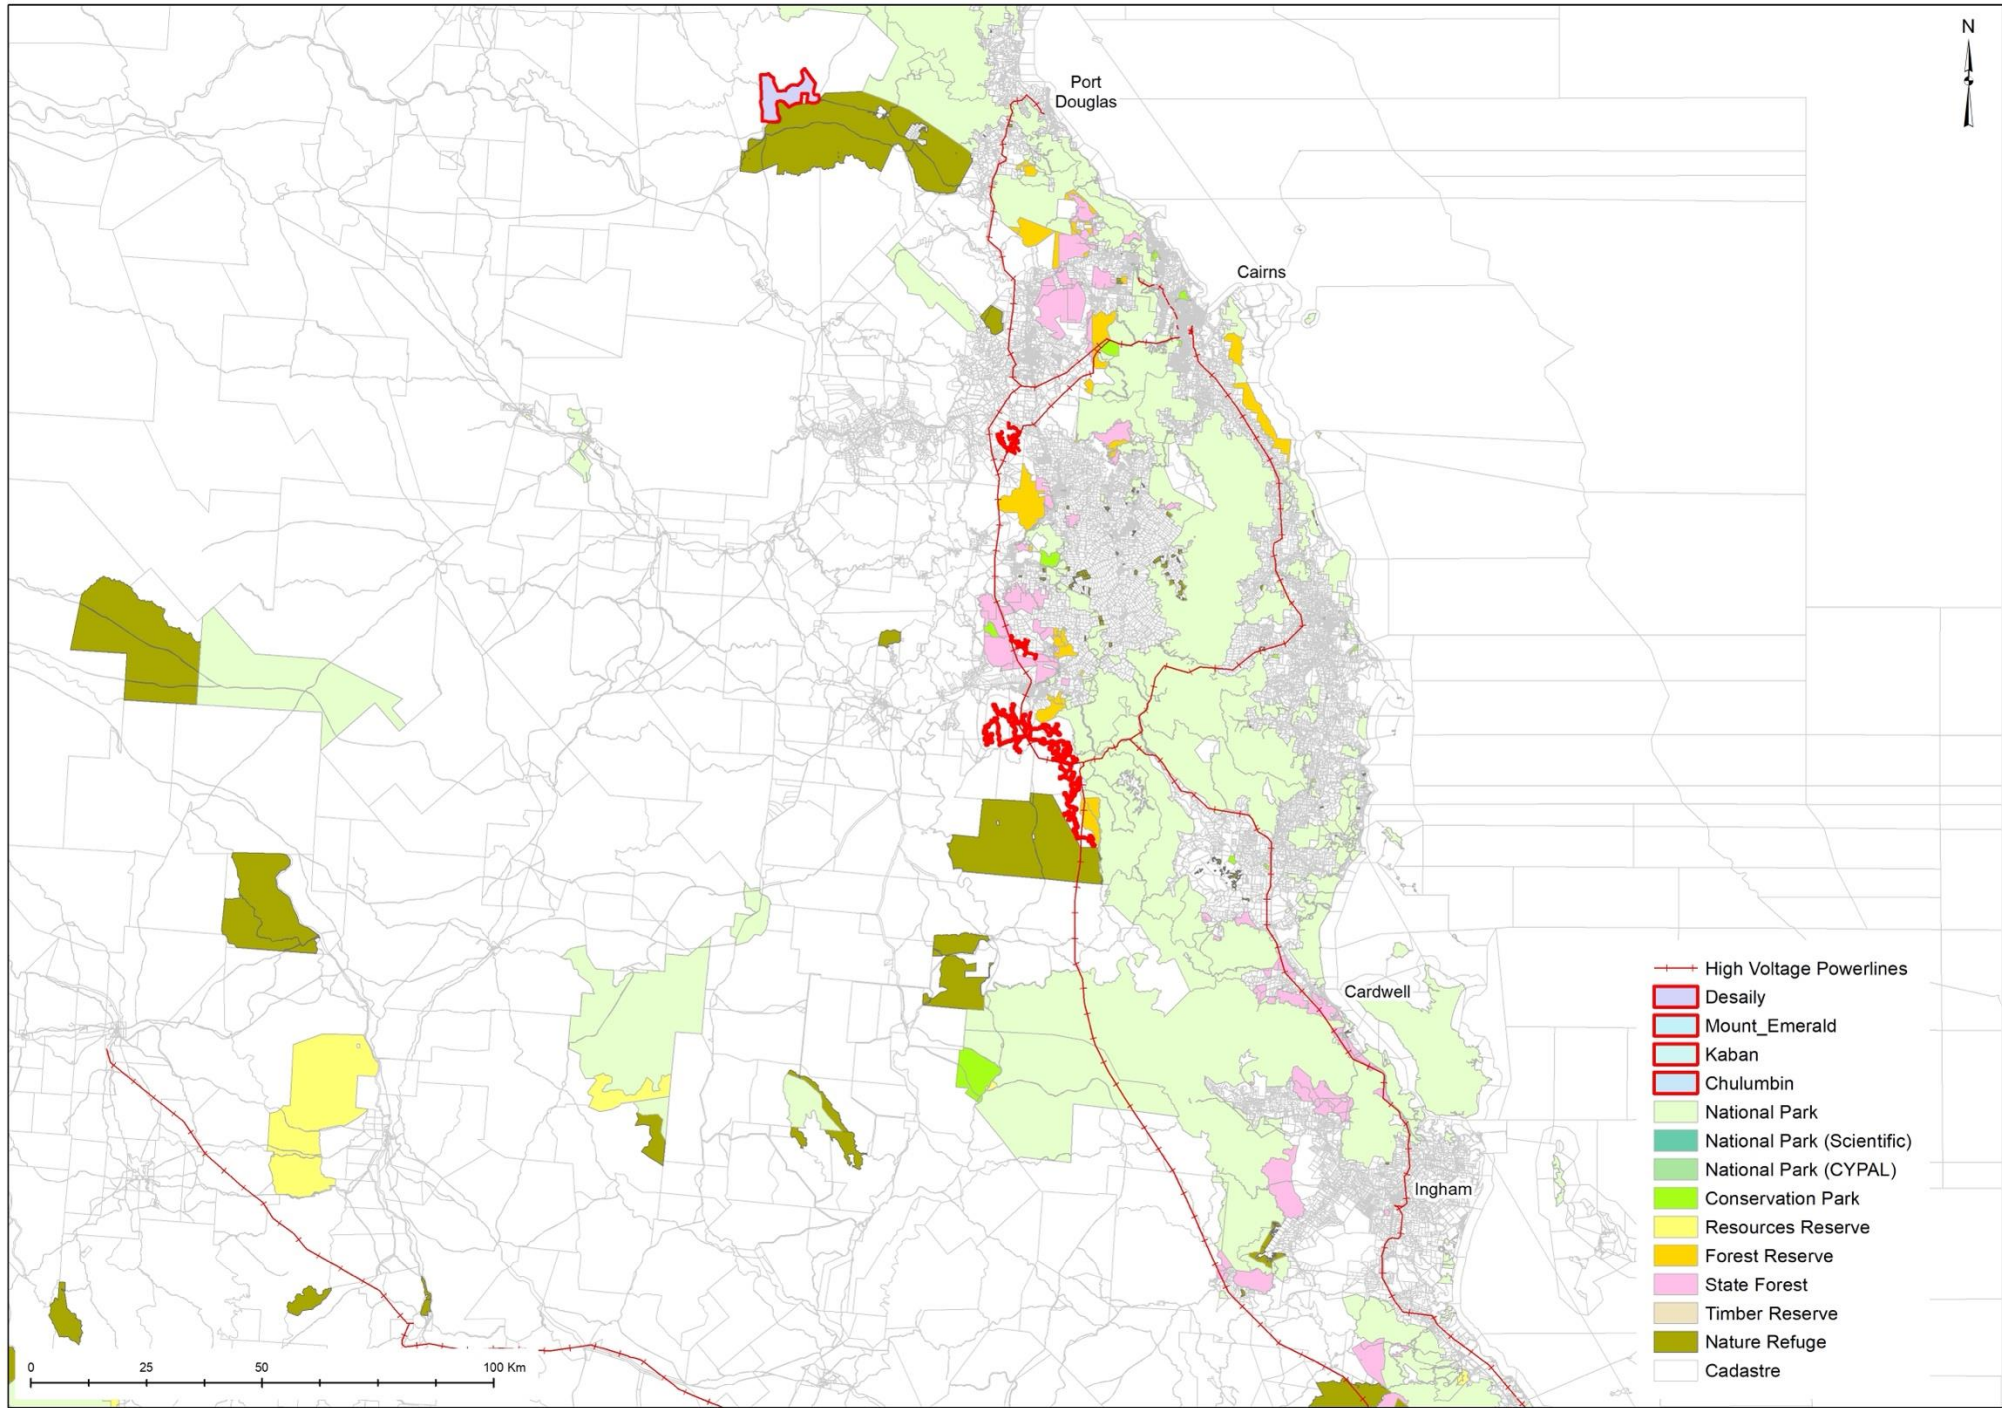 N
Port
Douglas
Cairns
Cardwell
Ingham
High Voltage Powerlines
Desaily
Mount_Emerald
Kaban
Chulumbin
National Park
National Park (Scientific)
National Park (CYPAL)
Conservation Park
Resources Reserve
Forest Reserve
State Forest
Timber Reserve
Nature Refuge
Cadastre
0 25 50 100 Km